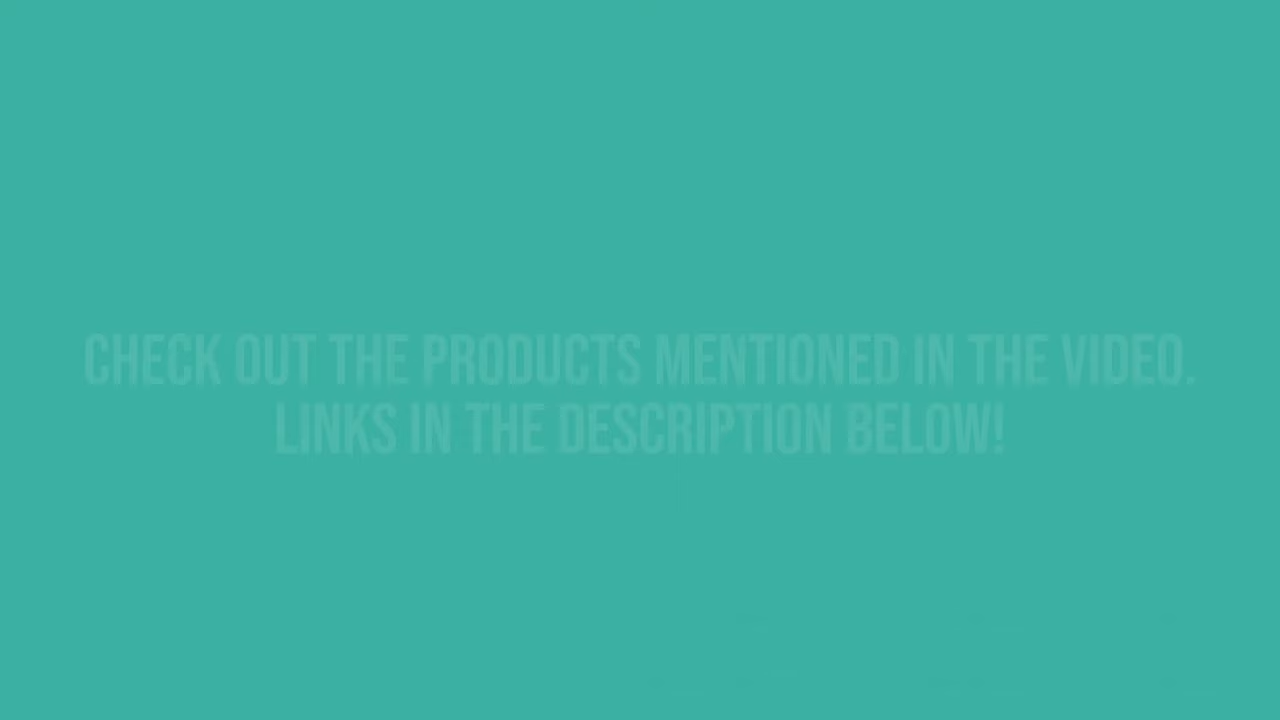 CHECK OUT THE PRODUCTS MENTIONED IN THE VIDEO.
LINKS IN THE DESCRIPTION BELOW!